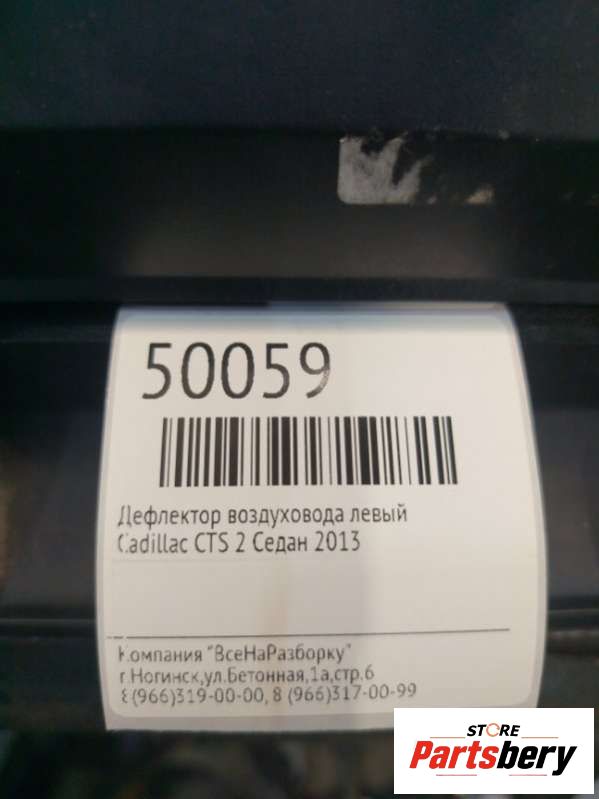 50059
Дефлектор воздуховода левый
Cadillac CTS 2 Седан 2013
Компания "ВсеНаРазборку"
г.Ногинск,ул.Бетонная,1а,стр.6
8 (966)319-00-00, 8 (966)317-00-99
STORE
Partsbery